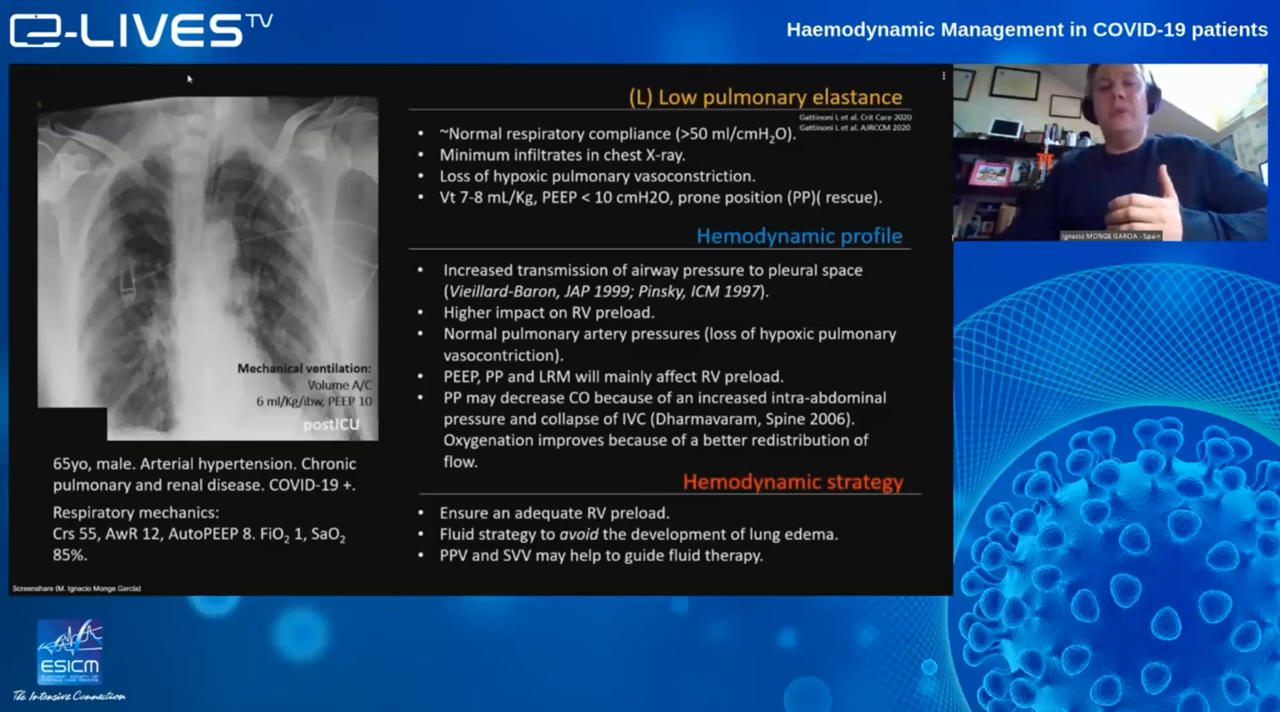 e-LIVES TV
Haemodynamic Management in COVID-19 patients
(L) Low pulmonary elastance
Gattinoni L et al. Crit Care 2020
Gattinoni L et al. AJRCCM 2020
• ~Normal respiratory compliance (>50 ml/cmH₂O).
• Minimum infiltrates in chest X-ray.
• Loss of hypoxic pulmonary vasoconstriction.
• Vt 7-8 mL/Kg, PEEP < 10 cmH2O, prone position (PP)( rescue).
Hemodynamic profile
• Increased transmission of airway pressure to pleural space
(Vieillard-Baron, JAP 1999; Pinsky, ICM 1997).
• Higher impact on RV preload.
• Normal pulmonary artery pressures (loss of hypoxic pulmonary
vasocontriction).
• PEEP, PP and LRM will mainly affect RV preload.
• PP may decrease CO because of an increased intra-abdominal
pressure and collapse of IVC (Dharmavaram, Spine 2006).
Oxygenation improves because of a better redistribution of
flow.
Hemodynamic strategy
• Ensure an adequate RV preload.
• Fluid strategy to avoid the development of lung edema.
• PPV and SVV may help to guide fluid therapy.
Mechanical ventilation:
Volume A/C
6 ml/Kg/ibw, PEEP 10
postICU
65yo, male. Arterial hypertension. Chronic
pulmonary and renal disease. COVID-19 +.
Respiratory mechanics:
Crs 55, AwR 12, AutoPEEP 8. FiO₂ 1, SaO₂
85%.
Screenshare (M. Ignacio Monge García)
Ignacio MONGE GARCIA - Spain
ESICM
The Intensive Connection